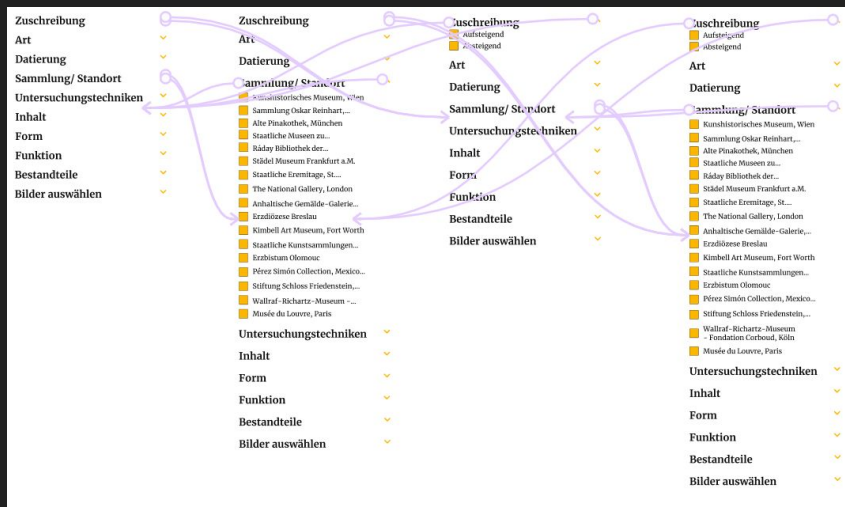 Zuschreibung
Art
Datierung
Sammlung/ Standort
Untersuchungstechniken
Inhalt
Form
Funktion
Bestandteile
Bilder auswählen
Zuschreibung
Art
Datierung
Sammlung/ Standort
Kunshistorisches Museum, Wien
Sammlung Oskar Reinhart,...
Alte Pinakothek, München
Staatliche Museen zu...
Ráday Bibliothek der...
Städel Museum Frankfurt a.M.
Staatliche Eremitage, St....
The National Gallery, London
Anhaltische Gemälde-Galerie...
Erzdiözese Breslau
Kimbell Art Museum, Fort Worth
Staatliche Kunstsammlungen...
Erzbistum Olomouc
Pérez Simón Collection, Mexico...
Stiftung Schloss Friedenstein,...
Wallraf-Richartz-Museum -...
Musée du Louvre, Paris
Untersuchungstechniken
Inhalt
Form
Funktion
Bestandteile
Bilder auswählen
Zuschreibung
Aufsteigend
Absteigend
Art
Datierung
Sammlung/ Standort
Untersuchungstechniken
Inhalt
Form
Funktion
Bestandteile
Bilder auswählen
Zuschreibung
Aufsteigend
Absteigend
Art
Datierung
Sammlung/ Standort
Kunshistorisches Museum, Wien
Sammlung Oskar Reinhart,...
Alte Pinakothek, München
Staatliche Museen zu...
Ráday Bibliothek der...
Städel Museum Frankfurt a.M.
Staatliche Eremitage, St....
The National Gallery, London
Anhaltische Gemälde-Galerie,...
Erzdiözese Breslau
Kimbell Art Museum, Fort Worth
Staatliche Kunstsammlungen...
Erzbistum Olomouc
Pérez Simón Collection, Mexico...
Stiftung Schloss Friedenstein,...
Wallraf-Richartz-Museum
- Fondation Corboud, Köln
Musée du Louvre, Paris
Untersuchungstechniken
Inhalt
Form
Funktion
Bestandteile
Bilder auswählen